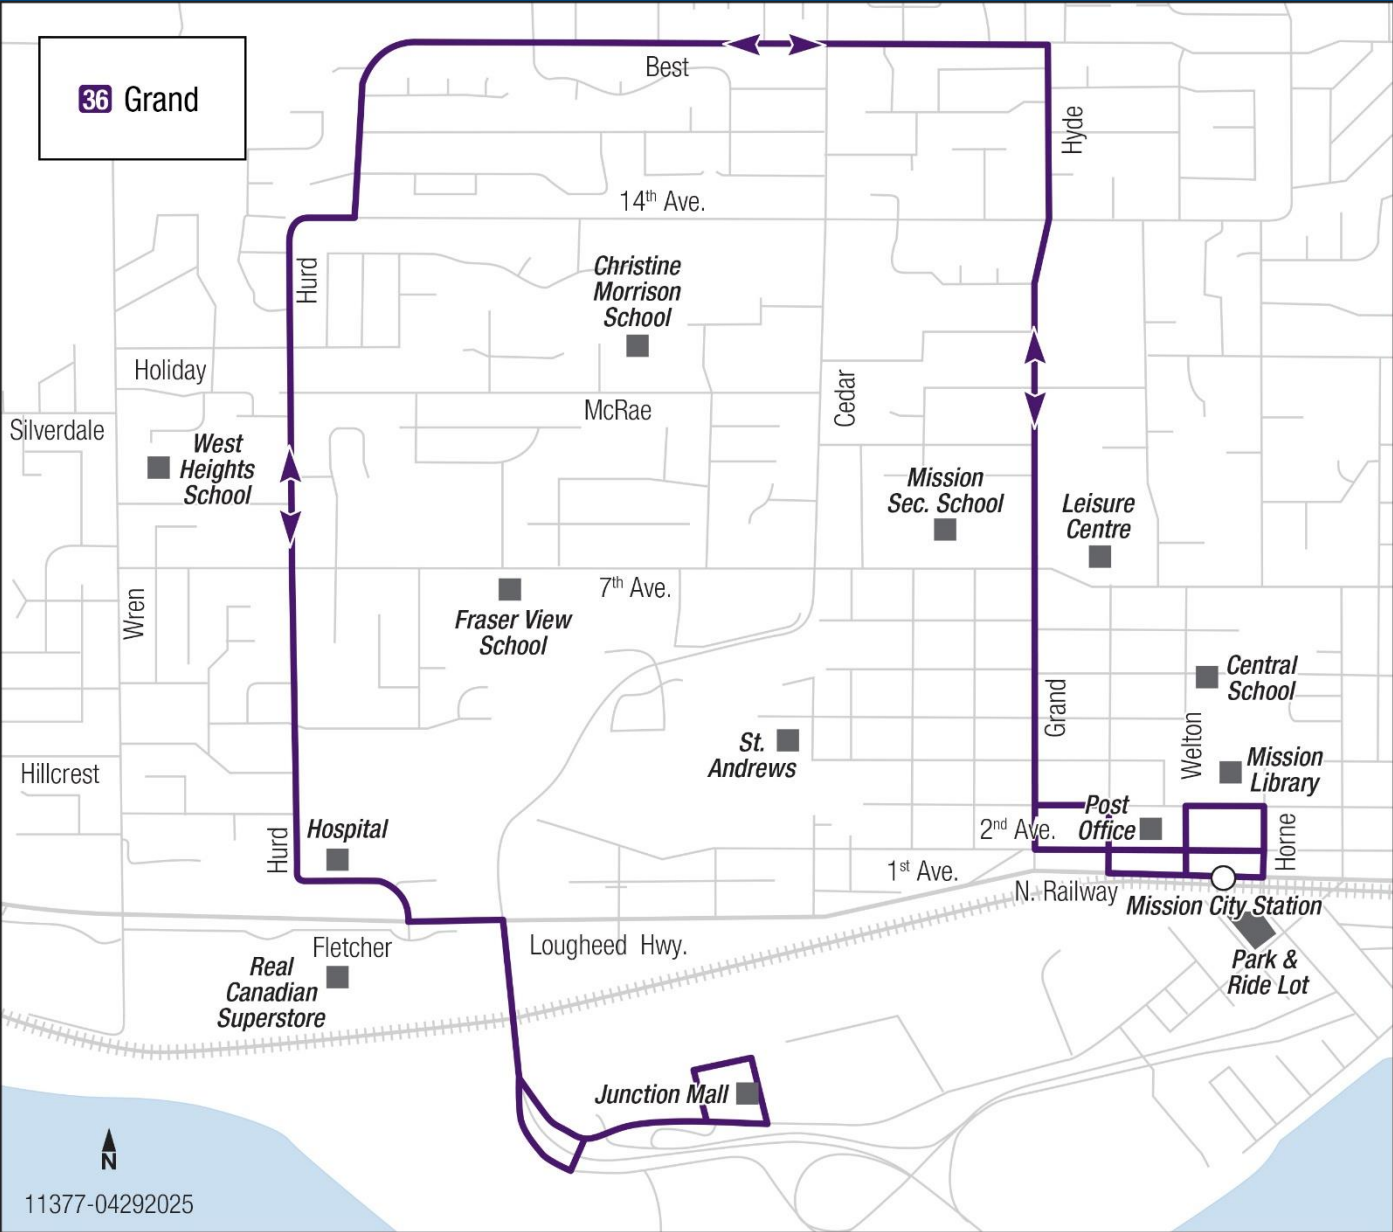 Best
36 Grand
Hyde
14th Ave.
Christine
Morrison
School
Hurd
Holiday
Cedar
McRae
Silverdale
West
Heights
School
Mission
Sec. School
Leisure
Centre
7th Ave.
Wren
Fraser View
School
Central
School
Grand
Welton
St.
Andrews
Mission
Library
Hillcrest
Post
Office
2nd Ave.
Hospital
Hurd
Horne
1st Ave.
N. Railway
Mission City Station
Fletcher
Lougheed Hwy.
Real
Canadian
Superstore
Park &
Ride Lot
Junction Mall
N
11377-04292025